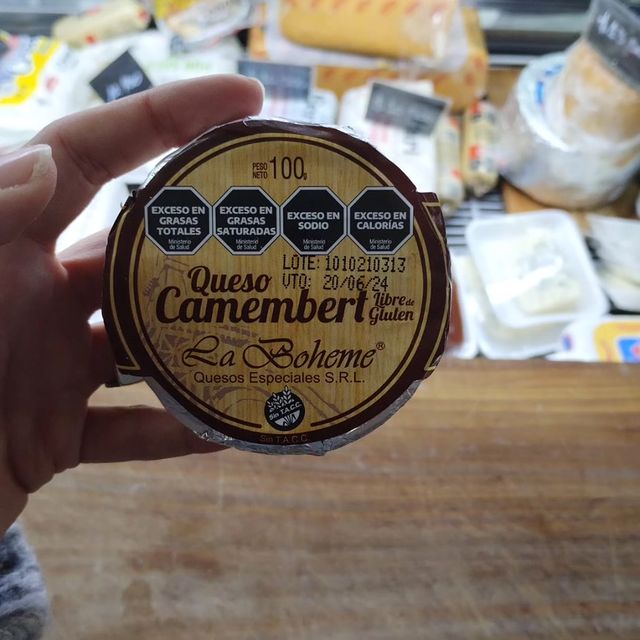 PESO NETO 100g
EXCESO EN GRASAS TOTALES
Ministerio de Salud
EXCESO EN GRASAS SATURADAS
Ministerio de Salud
EXCESO EN SODIO
Ministerio de Salud
EXCESO EN CALORÍAS
Ministerio de Salud
LOTE: 1010210313
VTO: 20/06/24
Queso
Camembert
Libre de Gluten
La Boheme®
Quesos Especiales S.R.L.
Sin T.A.C.C.
Sin T.A.C.C.